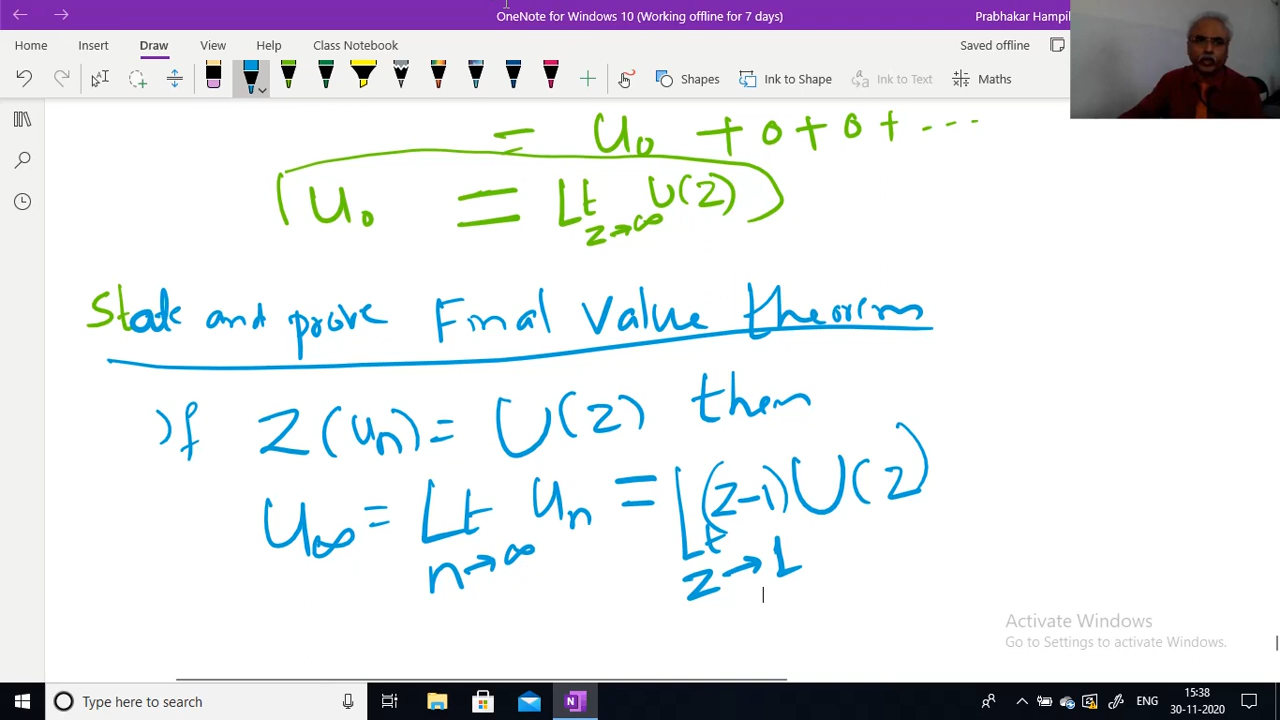 OneNote for Windows 10 (Working offline for 7 days)
Prabhakar Hampil
Home Insert Draw View Help Class Notebook Saved offline
Shapes Ink to Shape Ink to Text Maths
= u₀ + 0 + 0 + ...
u₀ = Lt z→∞ U(z)
State and prove Final Value theorem
If Z(uₙ) = U(z) then
u∞ = Lt n→∞ uₙ = Lt z→1 (z-1) U(z)
Activate Windows
Go to Settings to activate Windows.
Type here to search
ENG
15:38
30-11-2020